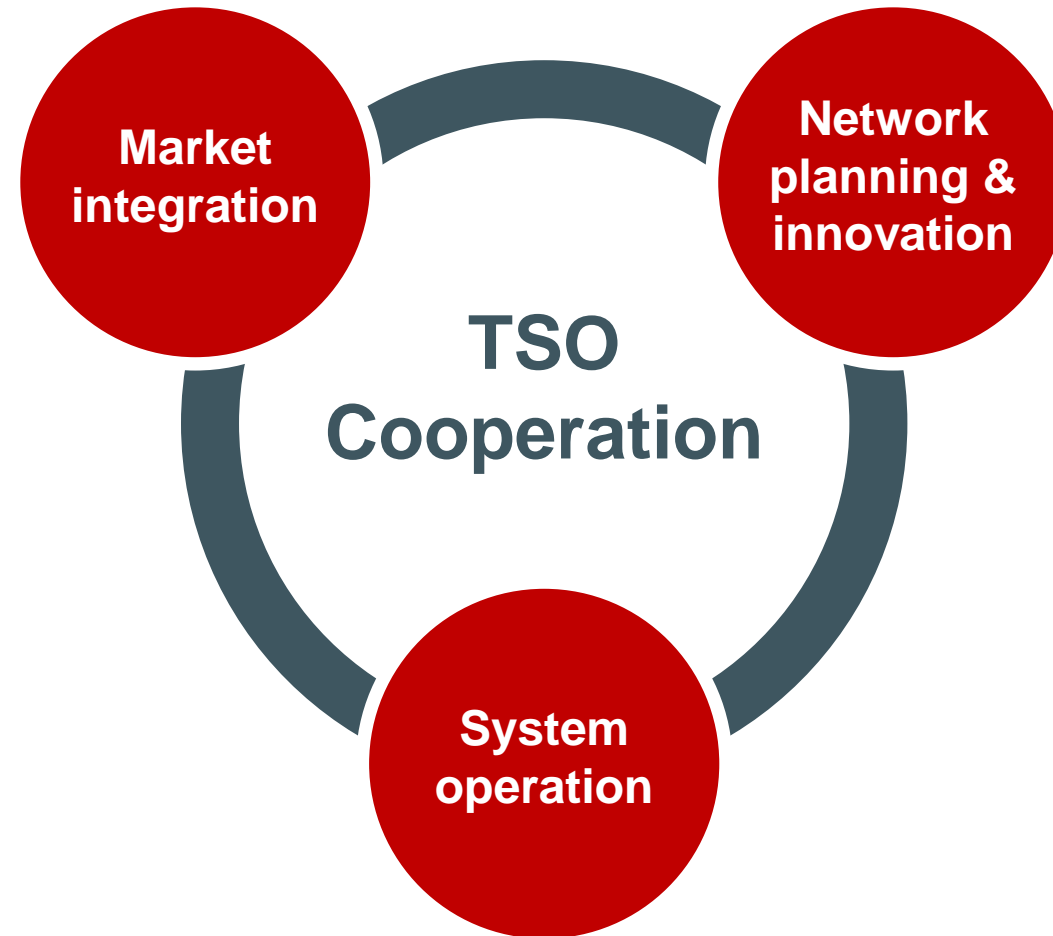 Market
integration
Network
planning &
innovation
TSO
Cooperation
System
operation